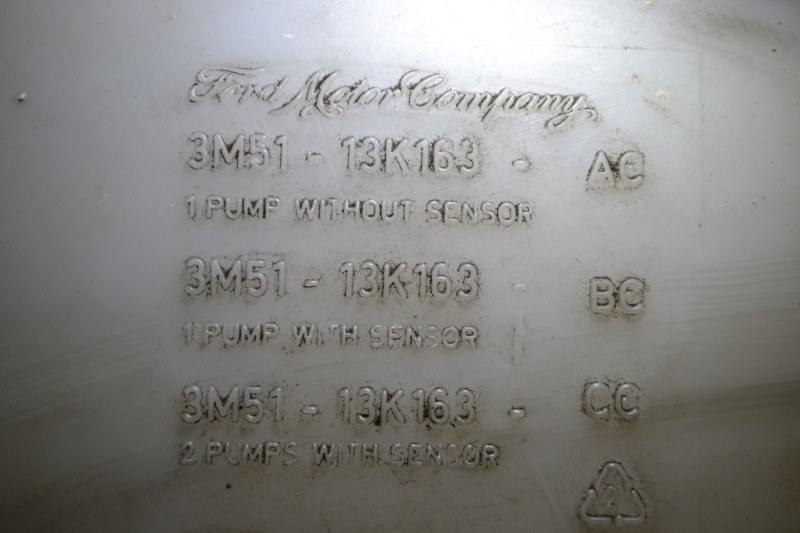 Ford Motor Company
3M51 - 13K163 - AC
1 PUMP WITHOUT SENSOR
3M51 - 13K163 - BC
1 PUMP WITH SENSOR
3M51 - 13K163 - CC
2 PUMPS WITH SENSOR
2